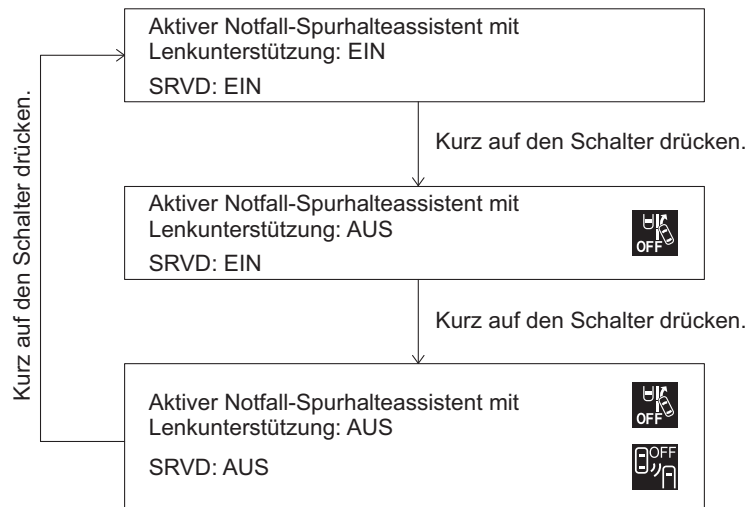 Aktiver Notfall-Spurhalteassistent mit
Lenkunterstützung: EIN
SRVD: EIN
Kurz auf den Schalter drücken.
Aktiver Notfall-Spurhalteassistent mit
Lenkunterstützung: AUS
SRVD: EIN
OFF
Kurz auf den Schalter drücken.
Aktiver Notfall-Spurhalteassistent mit
Lenkunterstützung: AUS
SRVD: AUS
OFF
OFF
Kurz auf den Schalter drücken.